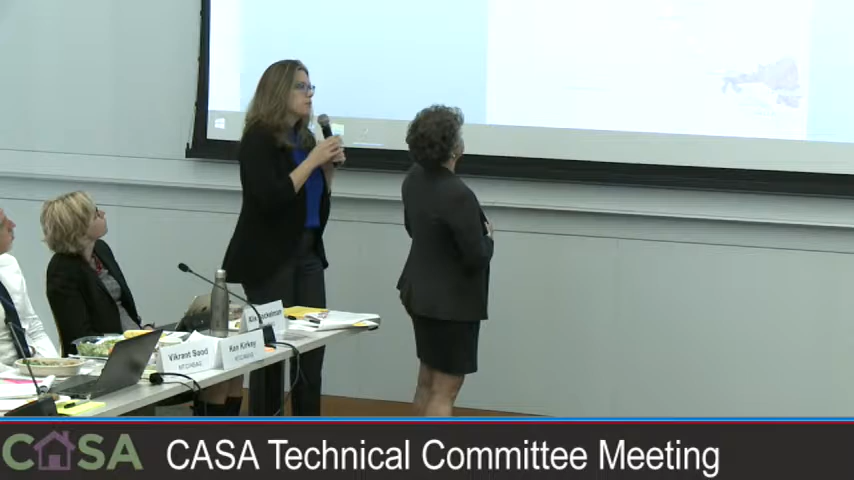 Vikrant Sood
Ken Kirkey
CASA
CASA Technical Committee Meeting